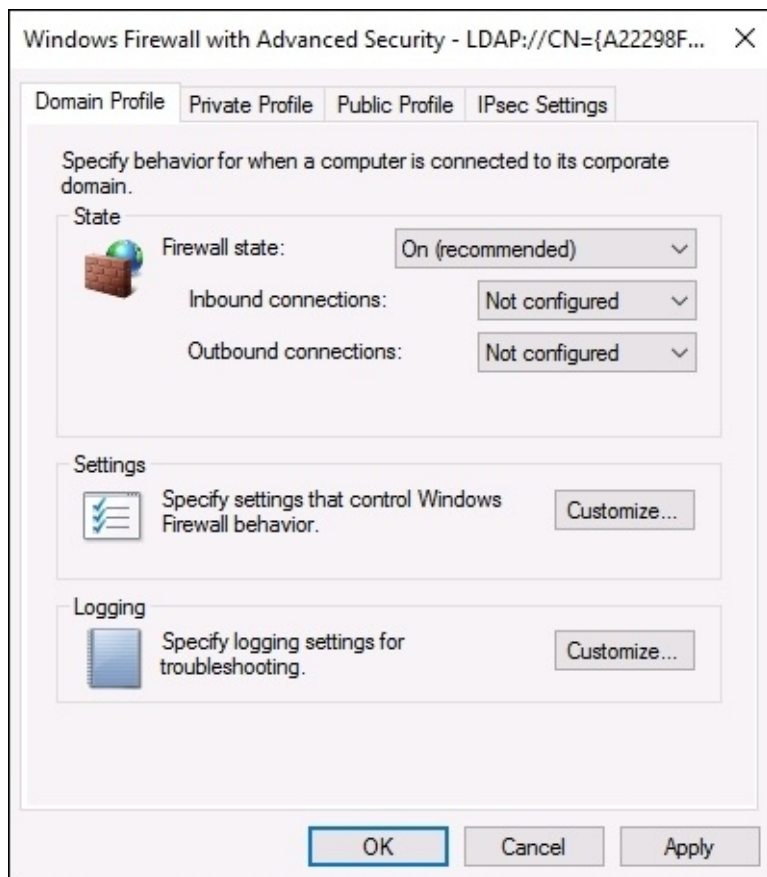 Windows Firewall with Advanced Security - LDAP://CN={A22298F...
Domain Profile Private Profile Public Profile IPsec Settings
Specify behavior for when a computer is connected to its corporate
domain.
State
Firewall state: On (recommended)
Inbound connections: Not configured
Outbound connections: Not configured
Settings
Specify settings that control Windows
Firewall behavior.
Customize...
Logging
Specify logging settings for
troubleshooting.
Customize...
OK Cancel Apply